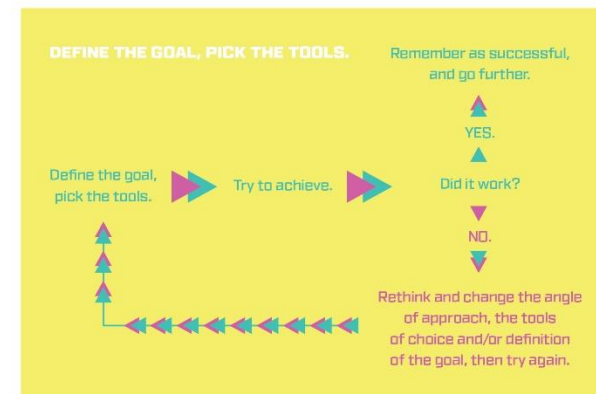 DEFINE THE GOAL, PICK THE TOOLS.
Define the goal,
pick the tools.
Try to achieve.
Did it work?
YES.
Remember as successful,
and go further.
NO.
Rethink and change the angle
of approach, the tools
of choice and/or definition
of the goal, then try again.